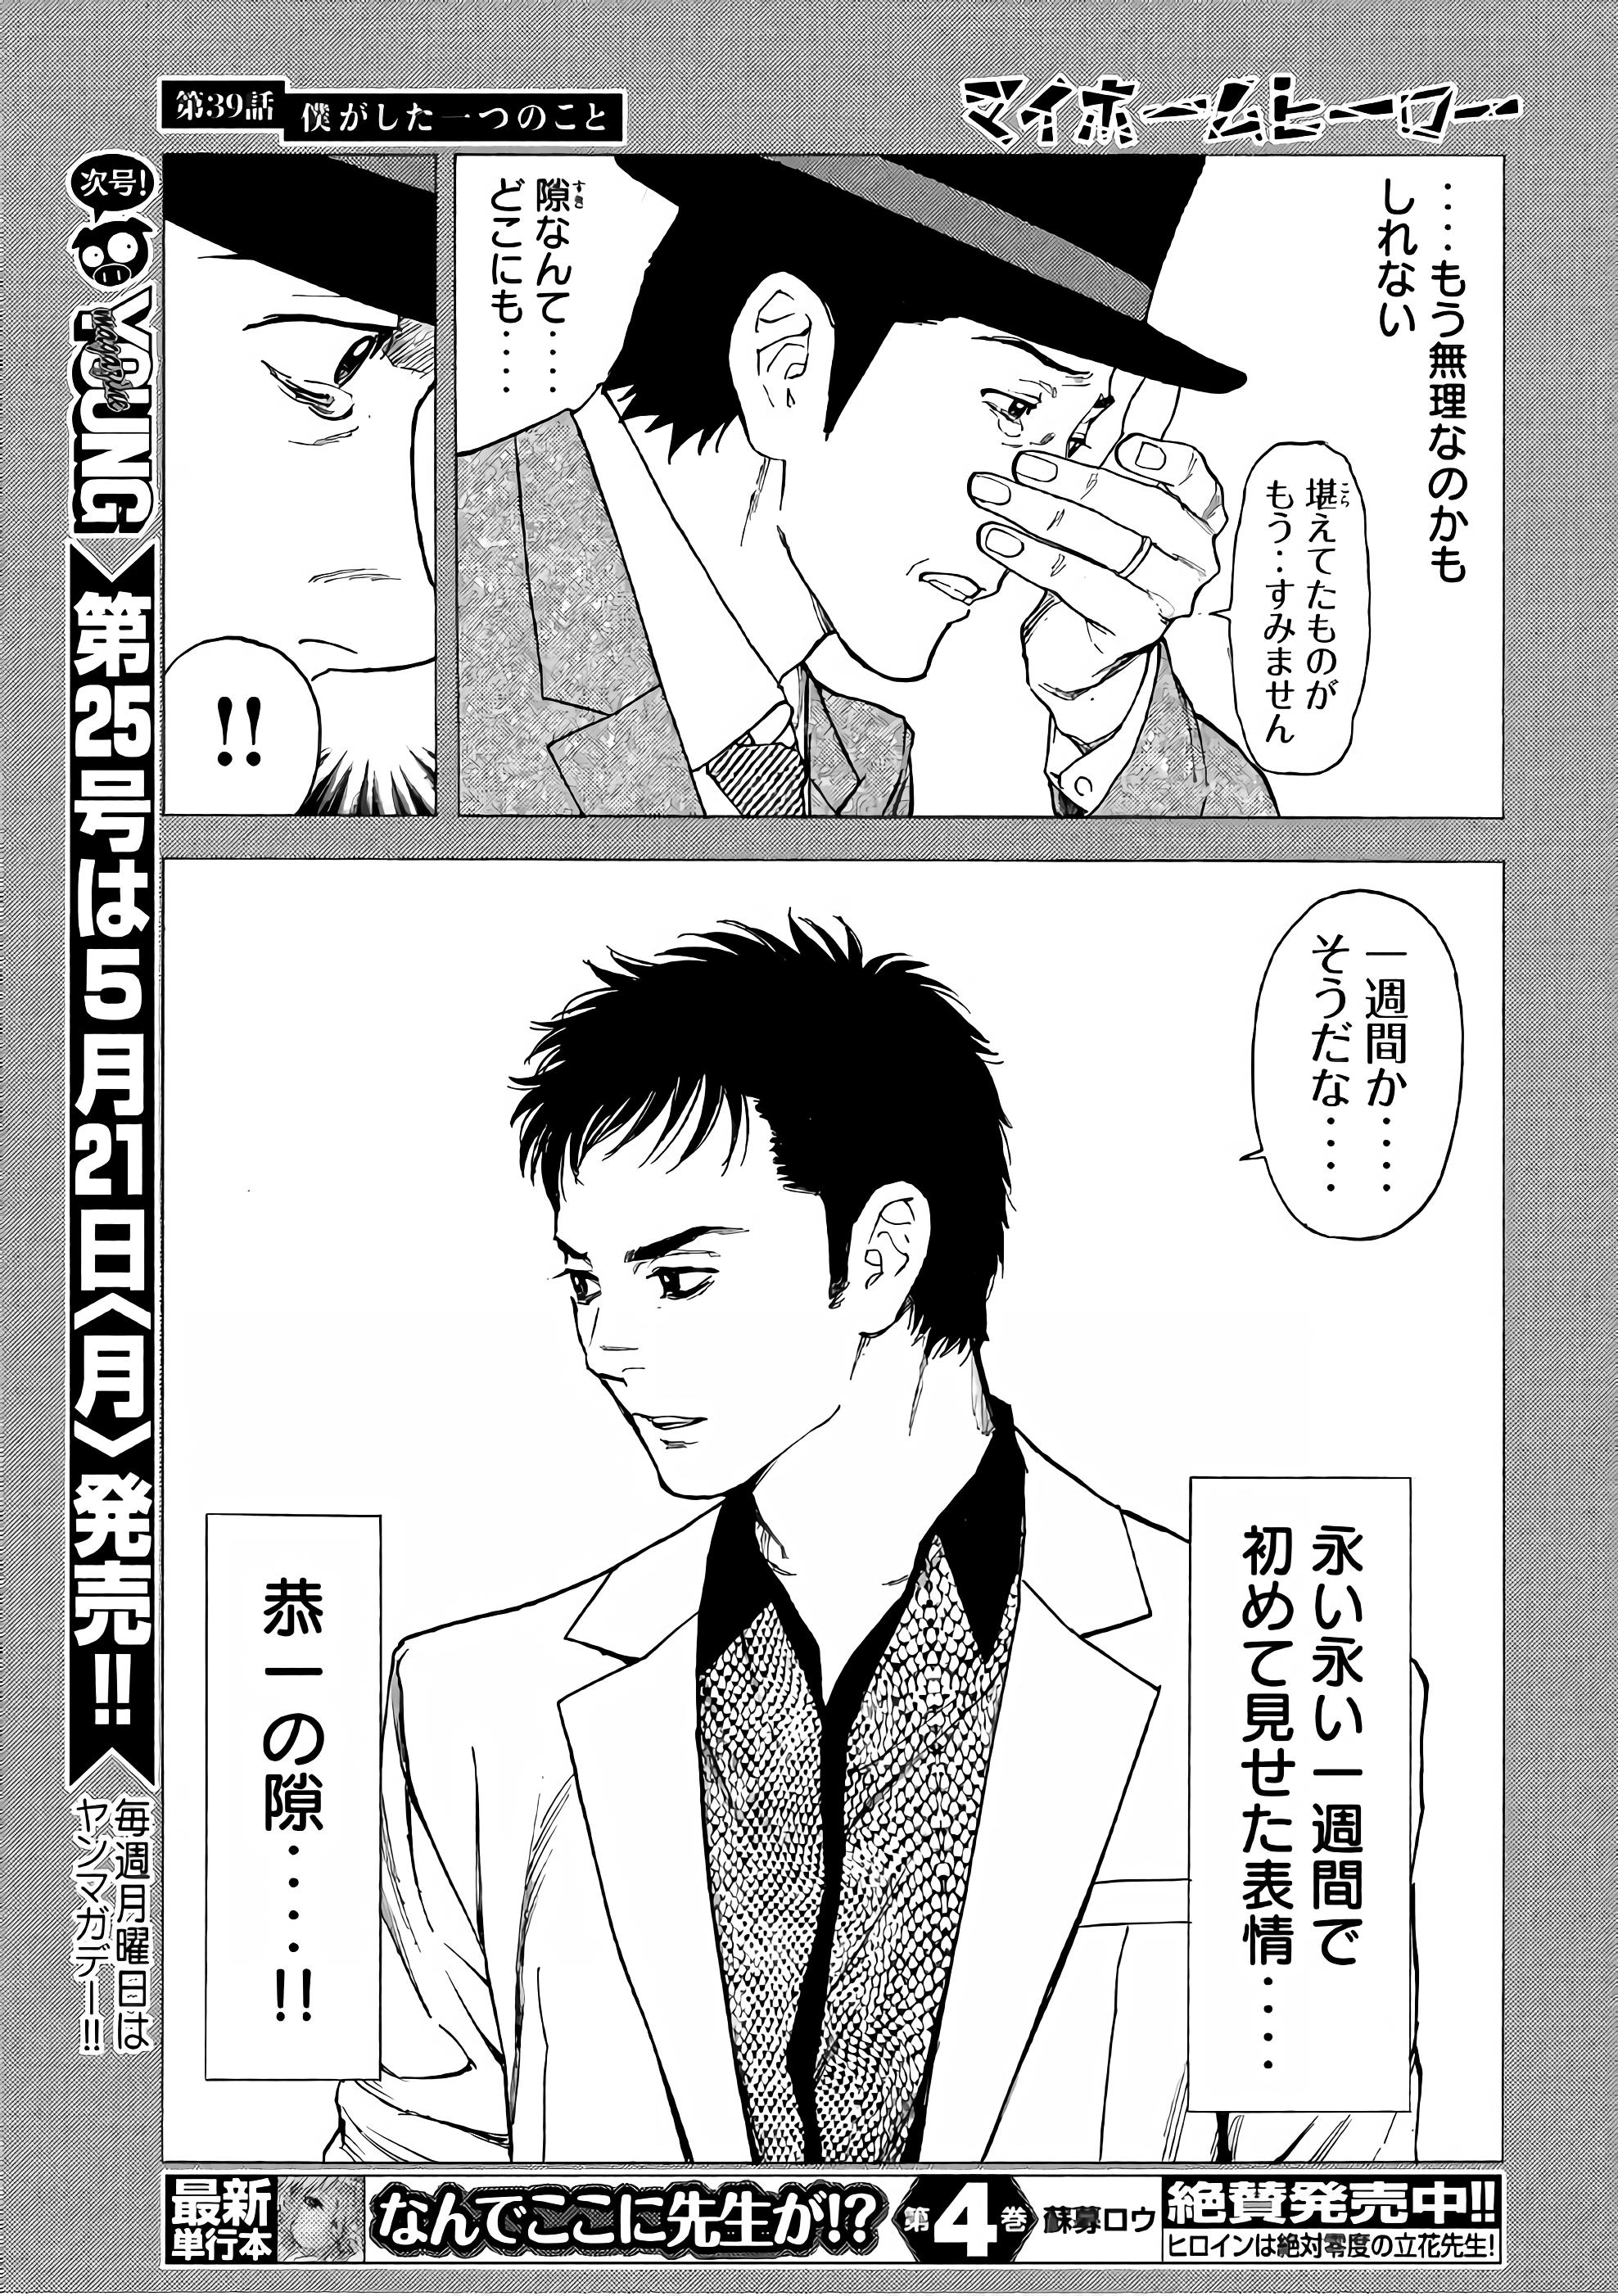 マイホームヒーロー
第39話
僕がした一つのこと
‥‥もう無理なのかも
しれない
堪えてたものが
こら
もう‥すみません
隙なんて‥‥
すき
どこにも‥‥
!!
一週間か‥‥
そうだな‥‥
永い永い一週間で
初めて見せた表情‥‥
恭一の隙‥‥‥!!
次号!
YOUNG
magazine
第25号は5月21日〈月〉発売!!
毎週月曜日は
ヤンマガデー!!
最新
単行本
なんでここに先生が!?
第4巻
蘇募ロウ
絶賛発売中!!
ヒロインは絶対零度の立花先生!